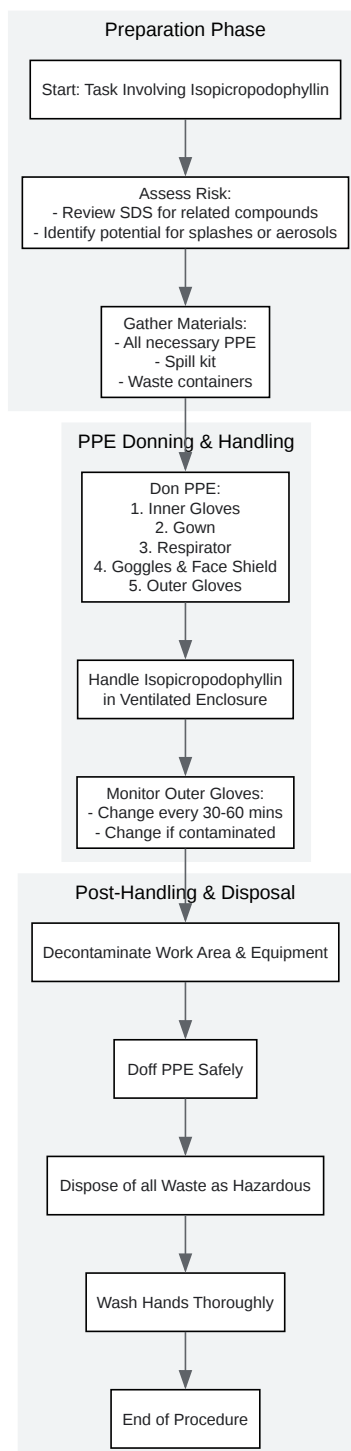 Preparation Phase
Start: Task Involving Isopicropodophyllin
Assess Risk:
- Review SDS for related compounds
- Identify potential for splashes or aerosols
Gather Materials:
- All necessary PPE
- Spill kit
- Waste containers
PPE Donning & Handling
Don PPE:
1. Inner Gloves
2. Gown
3. Respirator
4. Goggles & Face Shield
5. Outer Gloves
Handle Isopicropodophyllin
in Ventilated Enclosure
Monitor Outer Gloves:
- Change every 30-60 mins
- Change if contaminated
Post-Handling & Disposal
Decontaminate Work Area & Equipment
Doff PPE Safely
Dispose of all Waste as Hazardous
Wash Hands Thoroughly
End of Procedure